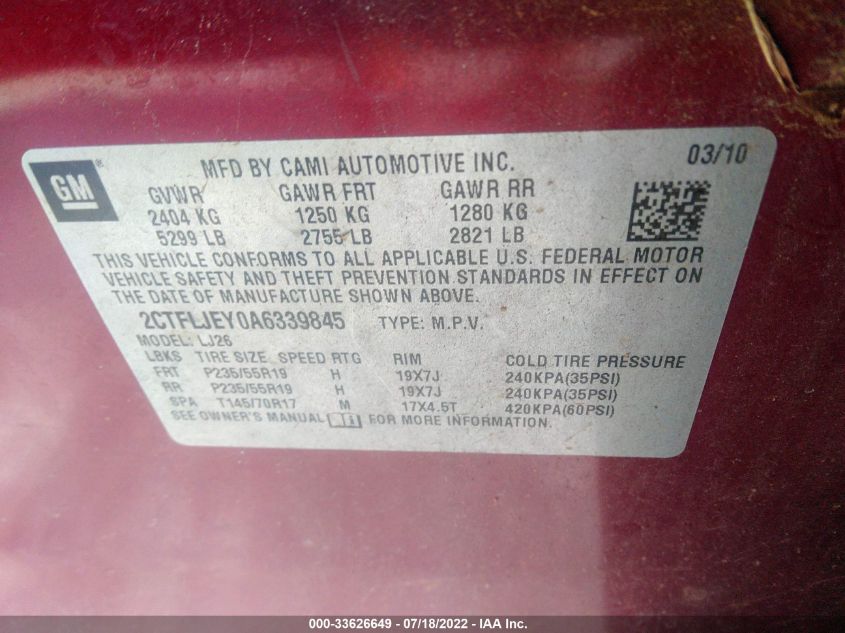 GM®
MFD BY CAMI AUTOMOTIVE INC. 03/10
GVWR GAWR FRT GAWR RR
2404 KG 1250 KG 1280 KG
5299 LB 2755 LB 2821 LB
THIS VEHICLE CONFORMS TO ALL APPLICABLE U.S. FEDERAL MOTOR
VEHICLE SAFETY AND THEFT PREVENTION STANDARDS IN EFFECT ON
THE DATE OF MANUFACTURE SHOWN ABOVE.
2CTFLJEY0A6339845 TYPE: M.P.V.
MODEL: LJ26
LBKS TIRE SIZE SPEED RTG RIM COLD TIRE PRESSURE
FRT P235/55R19 H 19X7J 240KPA(35PSI)
RR P235/55R19 H 19X7J 240KPA(35PSI)
SPA T145/70R17 M 17X4.5T 420KPA(60PSI)
SEE OWNER'S MANUAL FOR MORE INFORMATION.
000-33626649 - 07/18/2022 - IAA Inc.